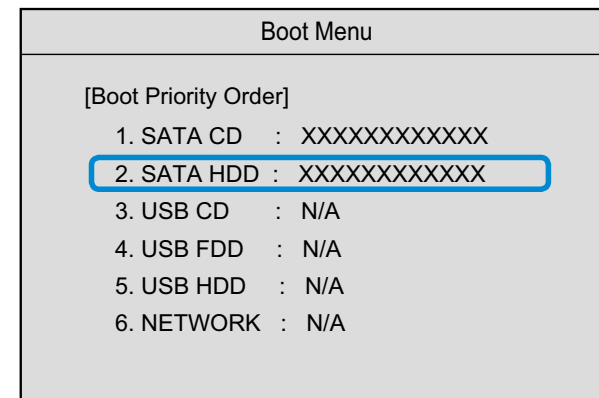 Boot Menu
[Boot Priority Order]
1. SATA CD : XXXXXXXXXXXX
2. SATA HDD : XXXXXXXXXXXX
3. USB CD : N/A
4. USB FDD : N/A
5. USB HDD : N/A
6. NETWORK : N/A